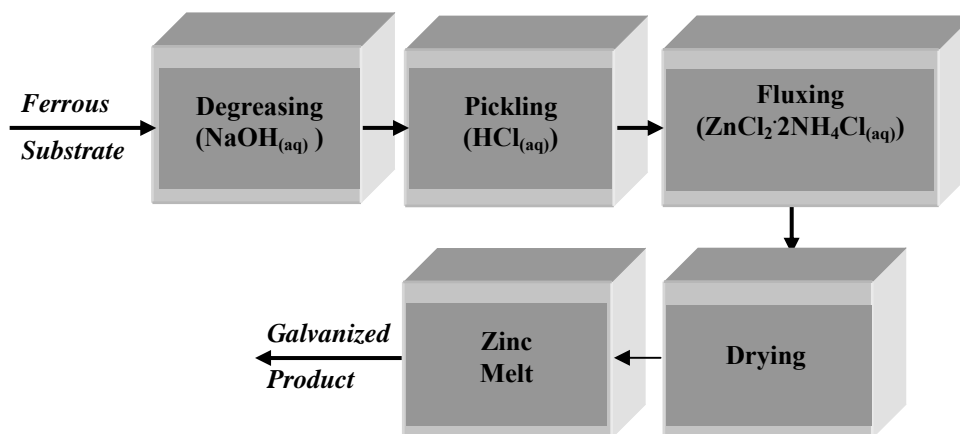 Ferrous
Substrate
Degreasing
(NaOH(aq) )
Pickling
(HCl(aq))
Fluxing
(ZnCl2·2NH4Cl(aq))
Drying
Zinc
Melt
Galvanized
Product